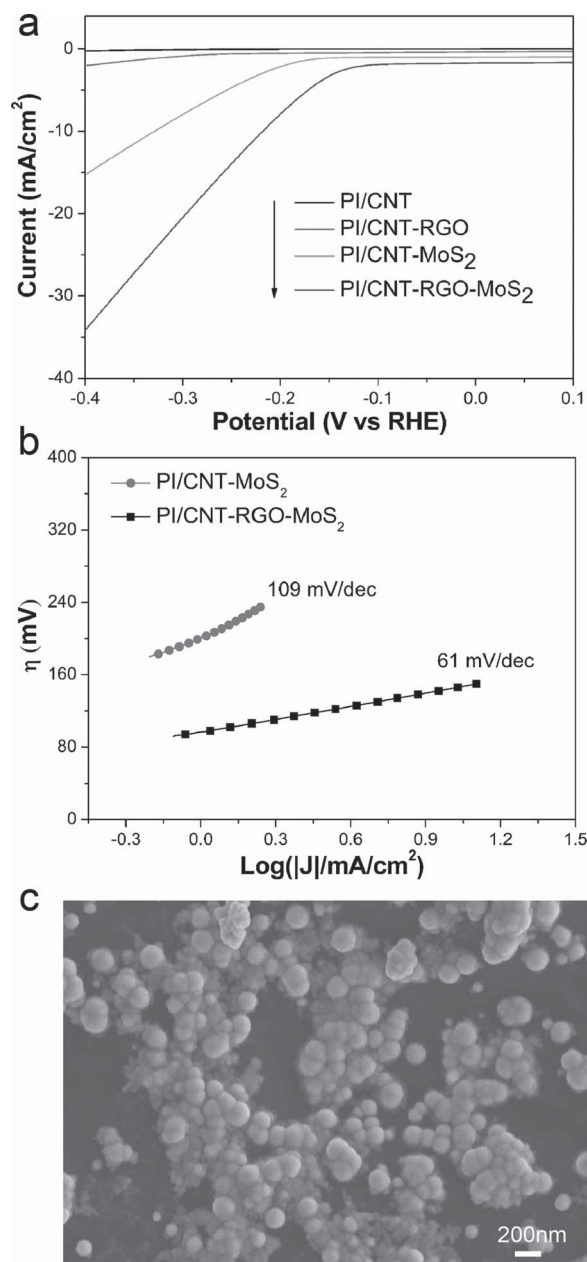 a
0
-10
-20
-30
-40
Current (mA/cm²)
PI/CNT
PI/CNT-RGO
PI/CNT-MoS₂
PI/CNT-RGO-MoS₂
-0.4 -0.3 -0.2 -0.1 0.0 0.1
Potential (V vs RHE)
b
400
320
240
160
80
0
η (mV)
PI/CNT-MoS₂
PI/CNT-RGO-MoS₂
109 mV/dec
61 mV/dec
-0.3 0.0 0.3 0.6 0.9 1.2 1.5
Log(|J|/mA/cm²)
c
200nm